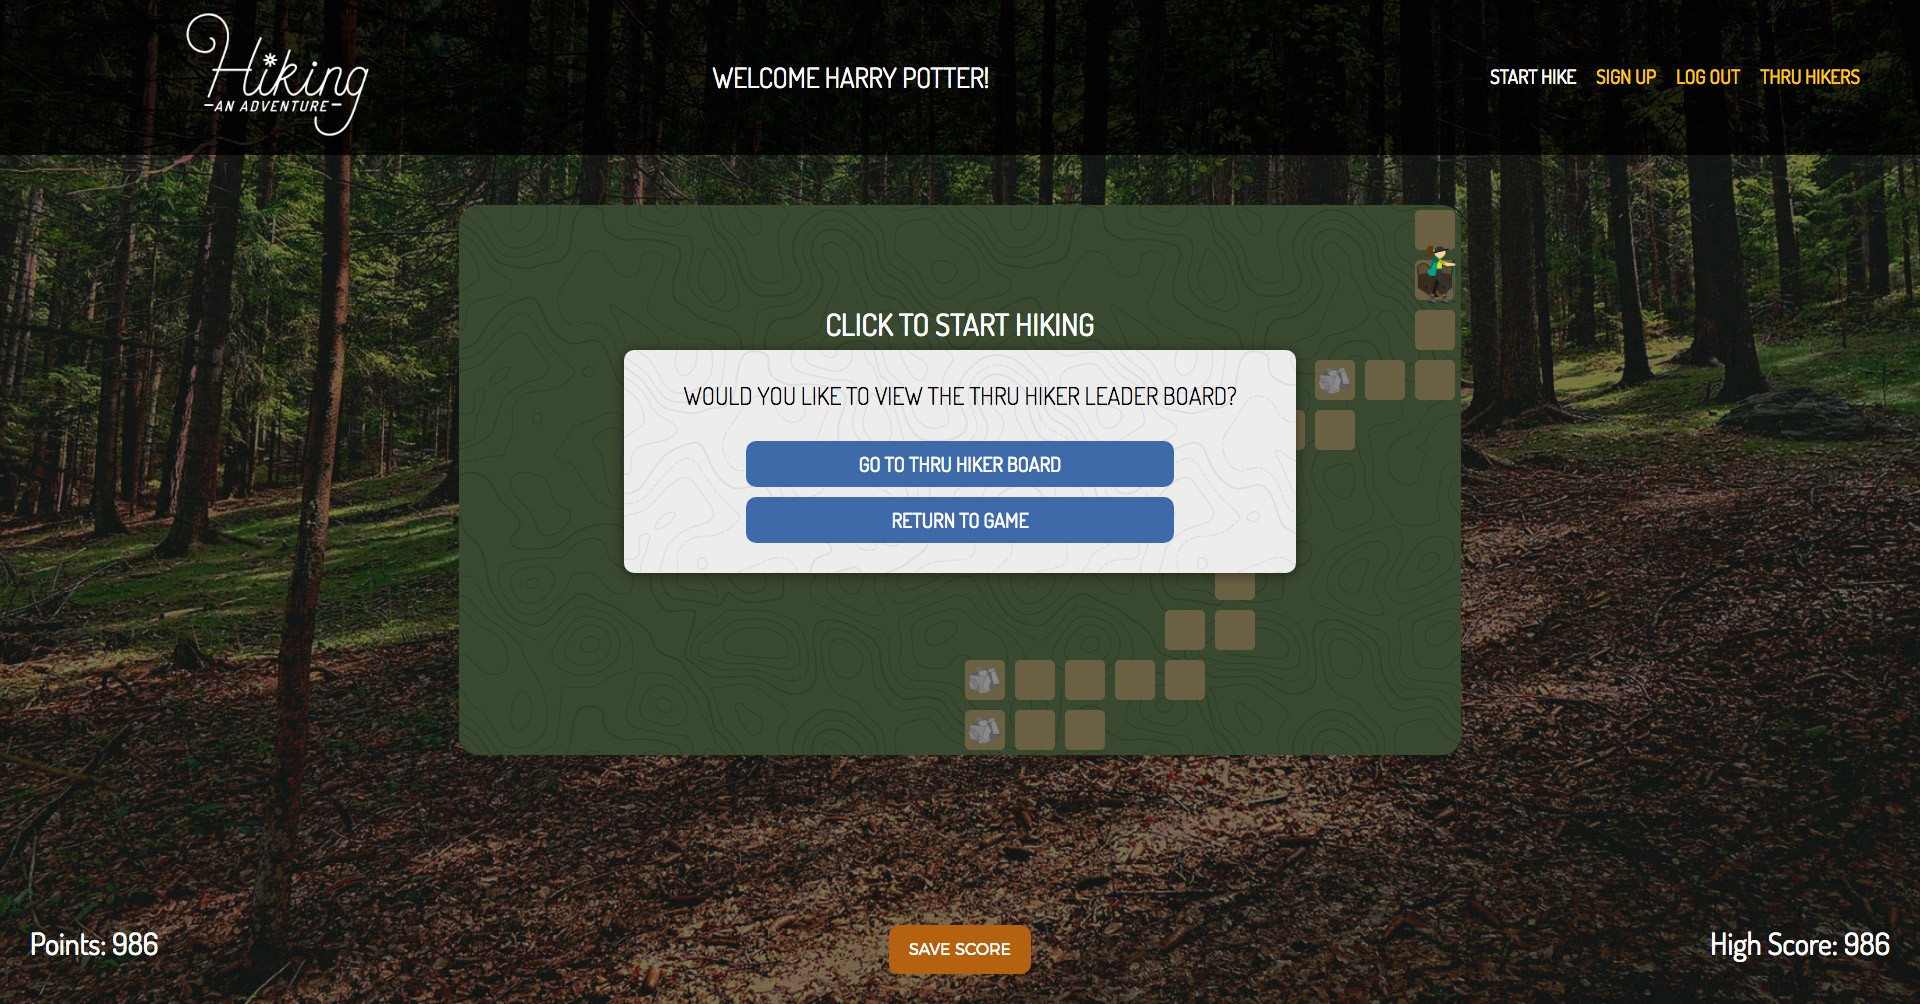 Hiking
-AN ADVENTURE-
WELCOME HARRY POTTER!
START HIKE SIGN UP LOG OUT THRU HIKERS
CLICK TO START HIKING
WOULD YOU LIKE TO VIEW THE THRU HIKER LEADER BOARD?
GO TO THRU HIKER BOARD
RETURN TO GAME
Points: 986
SAVE SCORE
High Score: 986